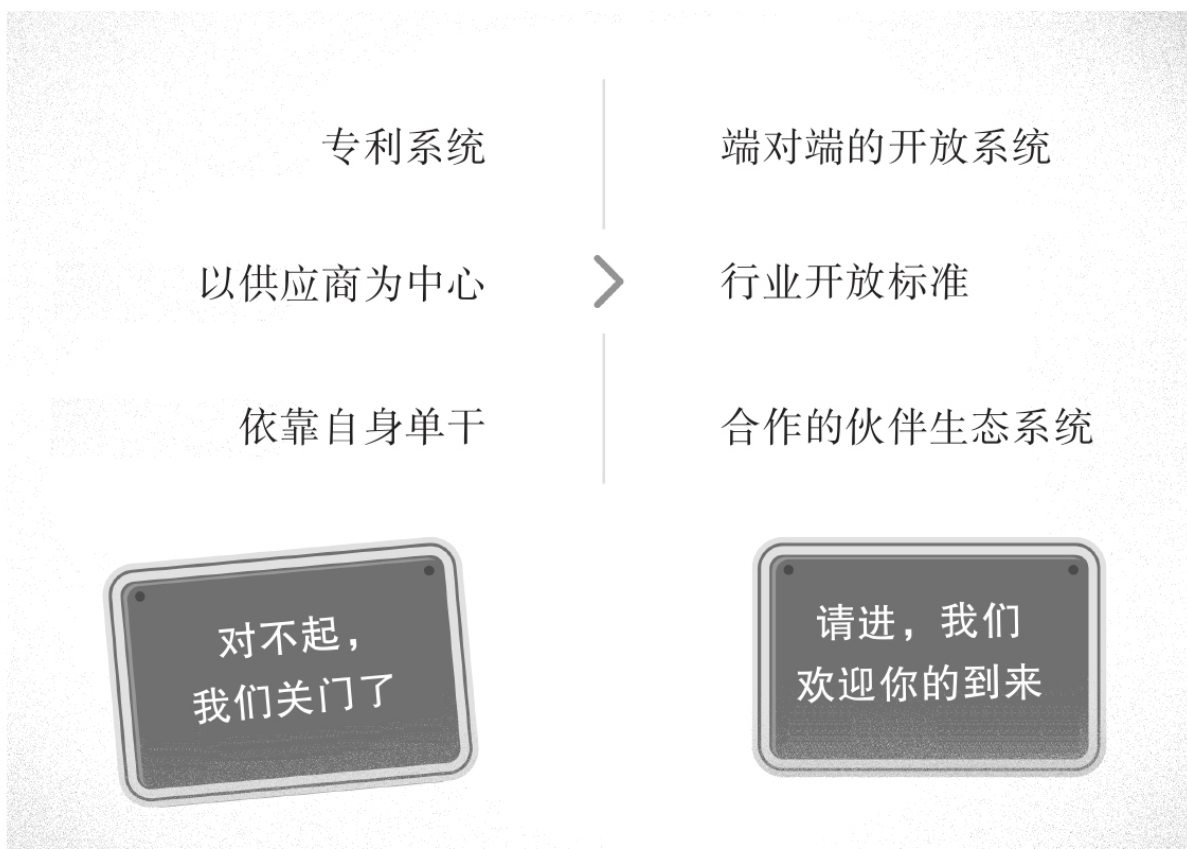 专利系统
端对端的开放系统
以供应商为中心
行业开放标准
依靠自身单干
合作的伙伴生态系统
对不起，
我们关门了
请进，我们
欢迎你的到来